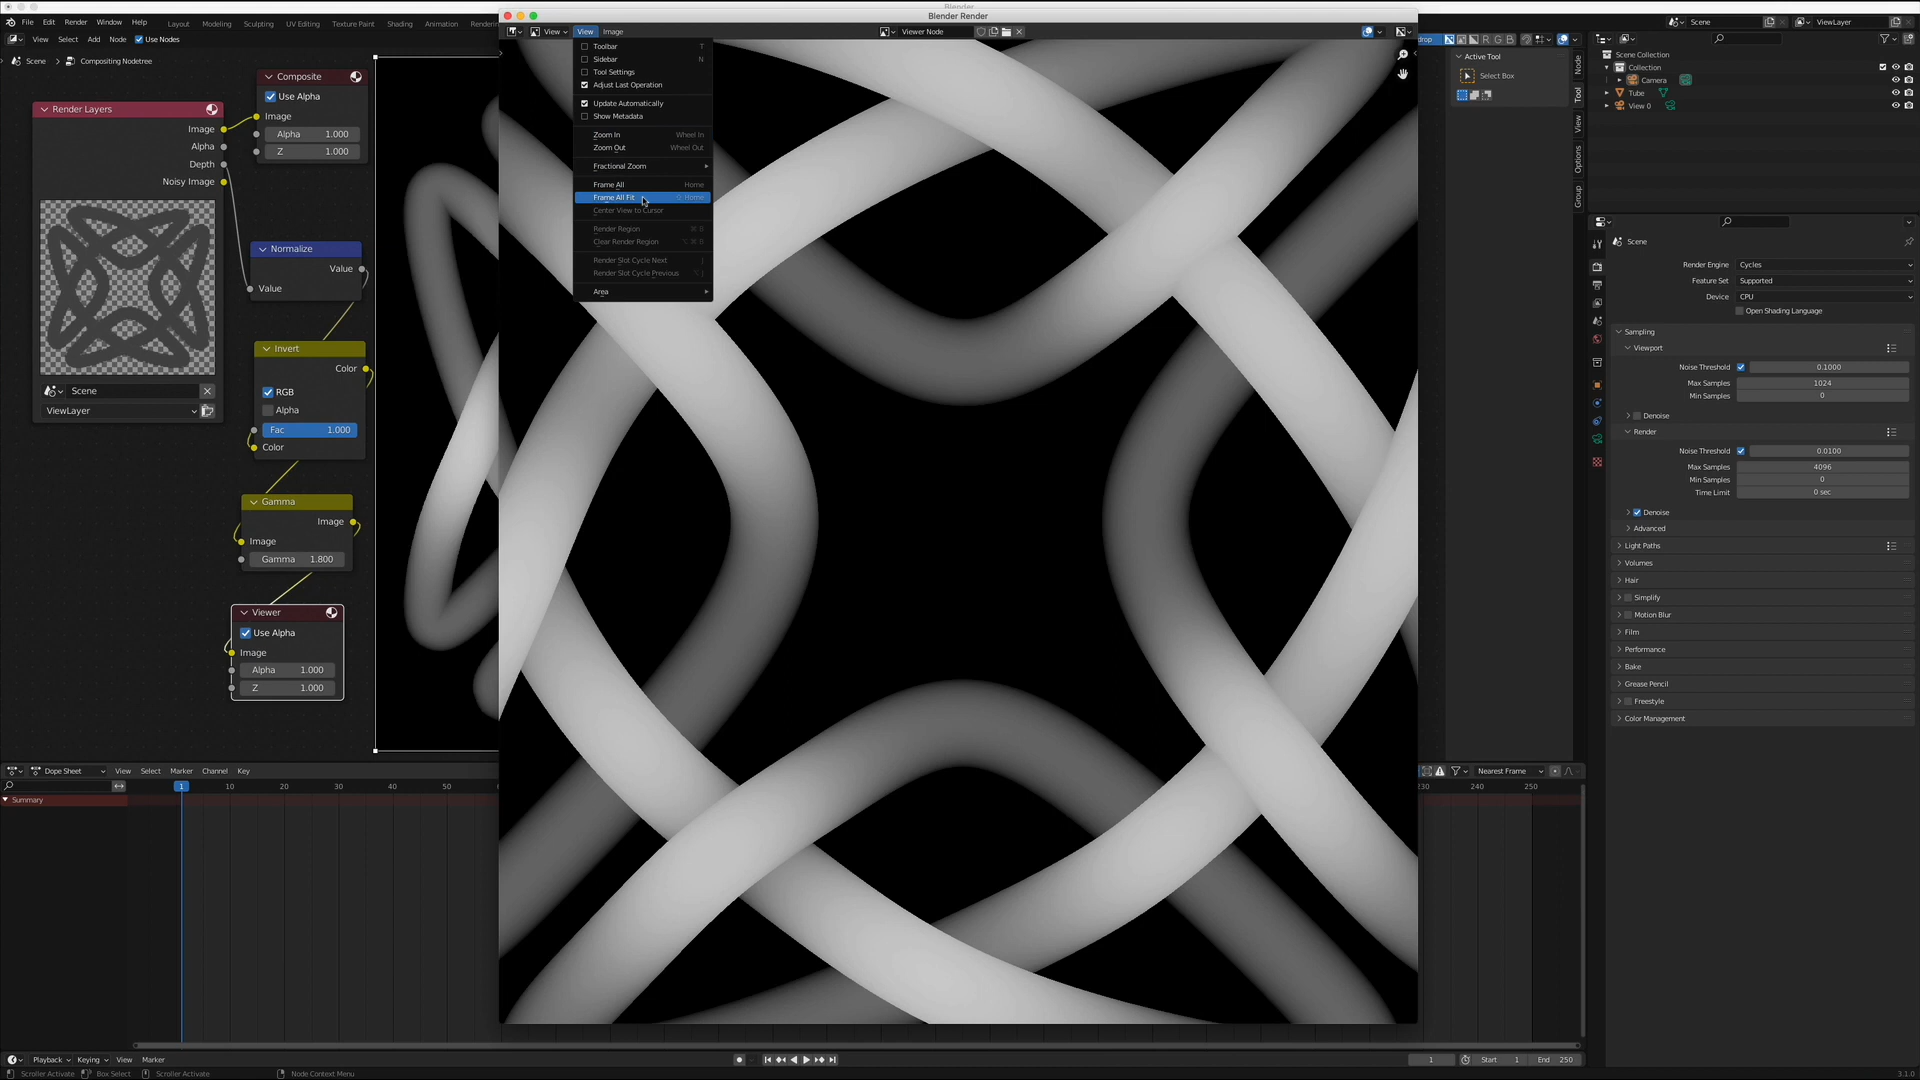 Blender
Blender Render
File Edit Render Window Help
Layout Modeling Sculpting UV Editing Texture Paint Shading Animation Rendering
Scene
ViewLayer
View Select Add Node Use Nodes
View View Image
Viewer Node
Scene Compositing Nodetree
Render Layers
Image
Alpha
Depth
Noisy Image
Scene
ViewLayer
Composite
Use Alpha
Image
Alpha 1.000
Z 1.000
Normalize
Value
Value
Invert
Color
RGB
Alpha
Fac 1.000
Color
Gamma
Image
Image
Gamma 1.800
Viewer
Use Alpha
Image
Alpha 1.000
Z 1.000
Toolbar T
Sidebar N
Tool Settings
Adjust Last Operation
Update Automatically
Show Metadata
Zoom In Wheel In
Zoom Out Wheel Out
Fractional Zoom
Frame All Home
Frame All Fit ⇧ Home
Center View to Cursor
Render Region ⌘ B
Clear Render Region ⌥ ⌘ B
Render Slot Cycle Next J
Render Slot Cycle Previous ⌥ J
Area
drop
R G B
Active Tool
Select Box
Node
Tool
View
Options
Group
Scene Collection
Collection
Camera
Tube
View 0
Scene
Render Engine Cycles
Feature Set Supported
Device CPU
Open Shading Language
Sampling
Viewport
Noise Threshold 0.1000
Max Samples 1024
Min Samples 0
Denoise
Render
Noise Threshold 0.0100
Max Samples 4096
Min Samples 0
Time Limit 0 sec
Denoise
Advanced
Light Paths
Volumes
Hair
Simplify
Motion Blur
Film
Performance
Bake
Grease Pencil
Freestyle
Color Management
Dope Sheet View Select Marker Channel Key
Nearest Frame
1 10 20 30 40 50
230 240 250
Summary
Playback Keying View Marker
1 Start 1 End 250
Scroller Activate Box Select Scroller Activate Node Context Menu
3.1.0